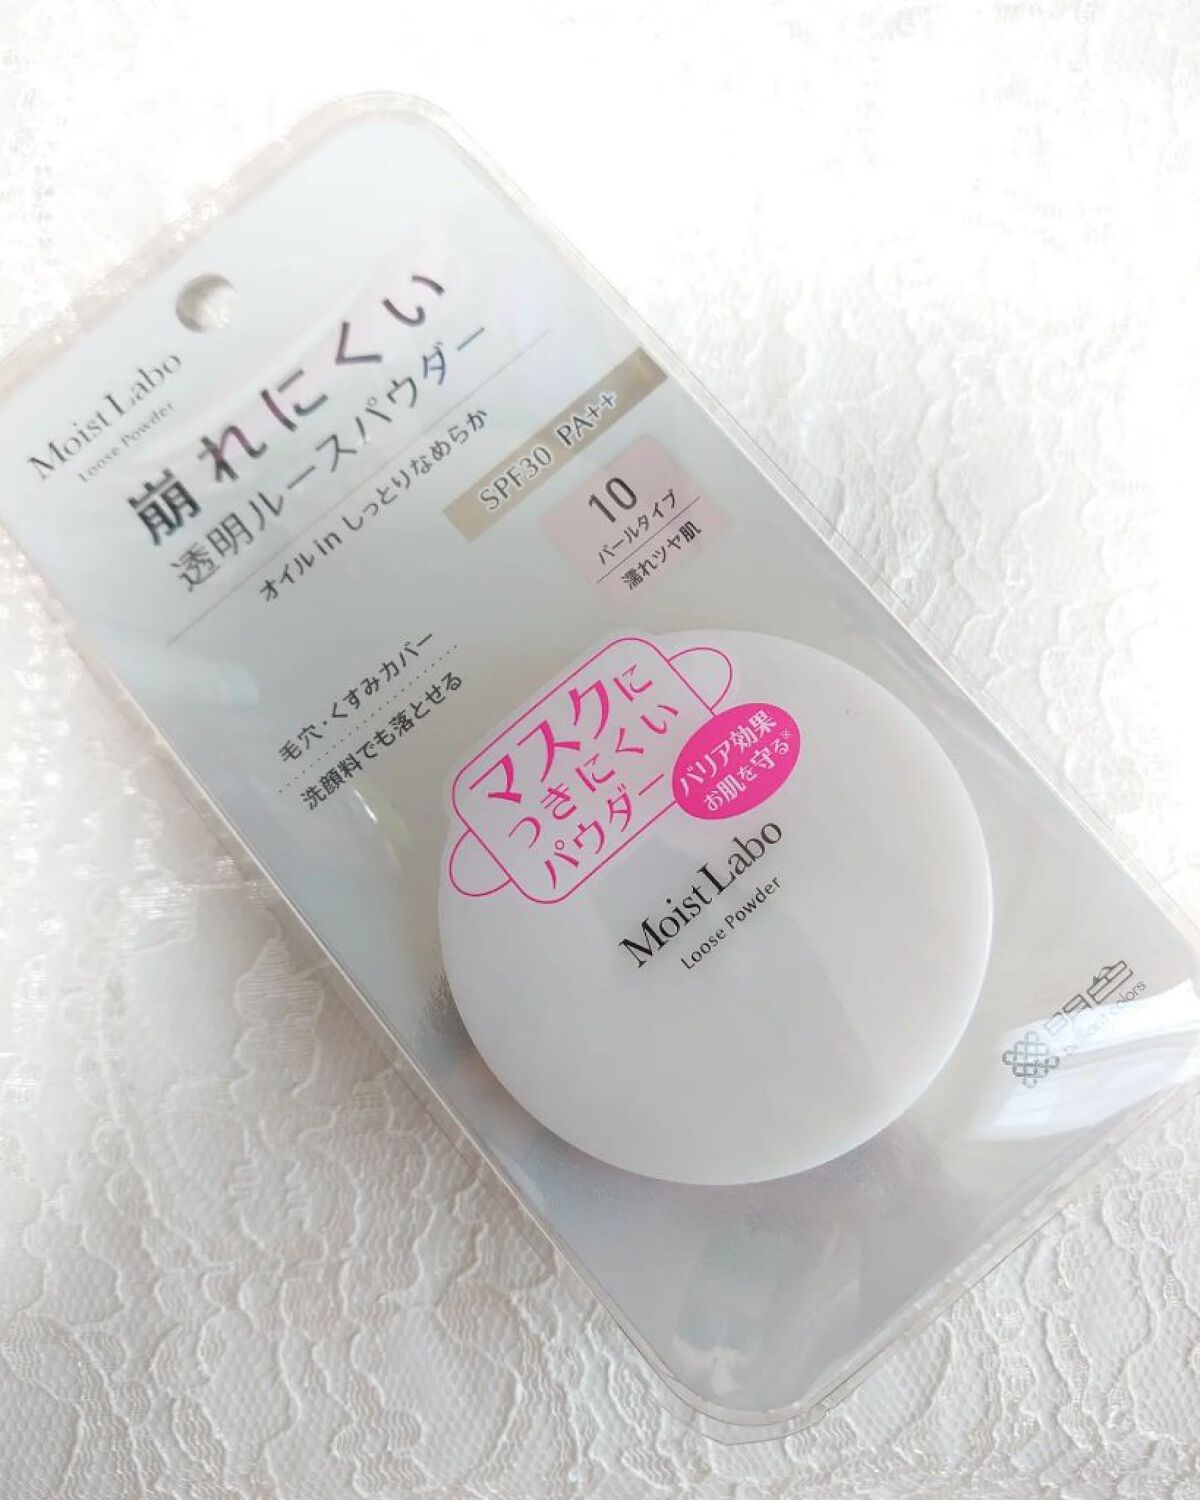 Moist Labo
Loose Powder
崩れにくい
透明ルースパウダー
オイル in しっとりなめらか
SPF30 PA++
10
パールタイプ
濡れツヤ肌
毛穴・くすみカバー
洗顔料でも落とせる
マスクに
つきにくい
パウダー
バリア効果
お肌を守る※
Moist Labo
Loose Powder
明色